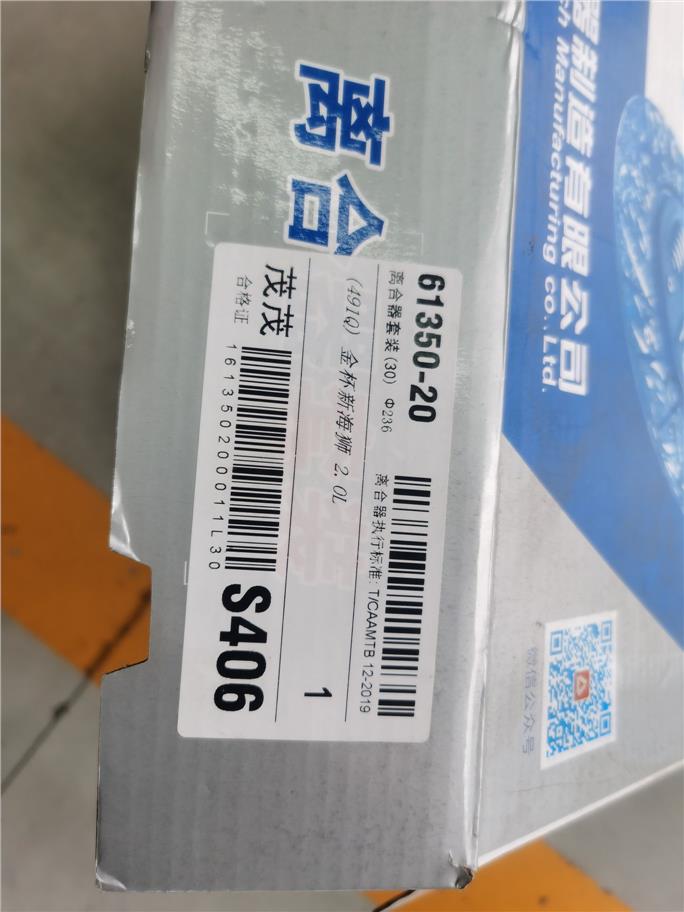 离合
器制造有限公司
ch Manufacturing co.,Ltd.
61350-20
离合器套装(30) Φ236
离合器执行标准: T/CAAMTB 12-2019
(491Q) 金杯新海狮 2.0L
1
茂茂
合格证
1613502000011L30
S406
微信公众号